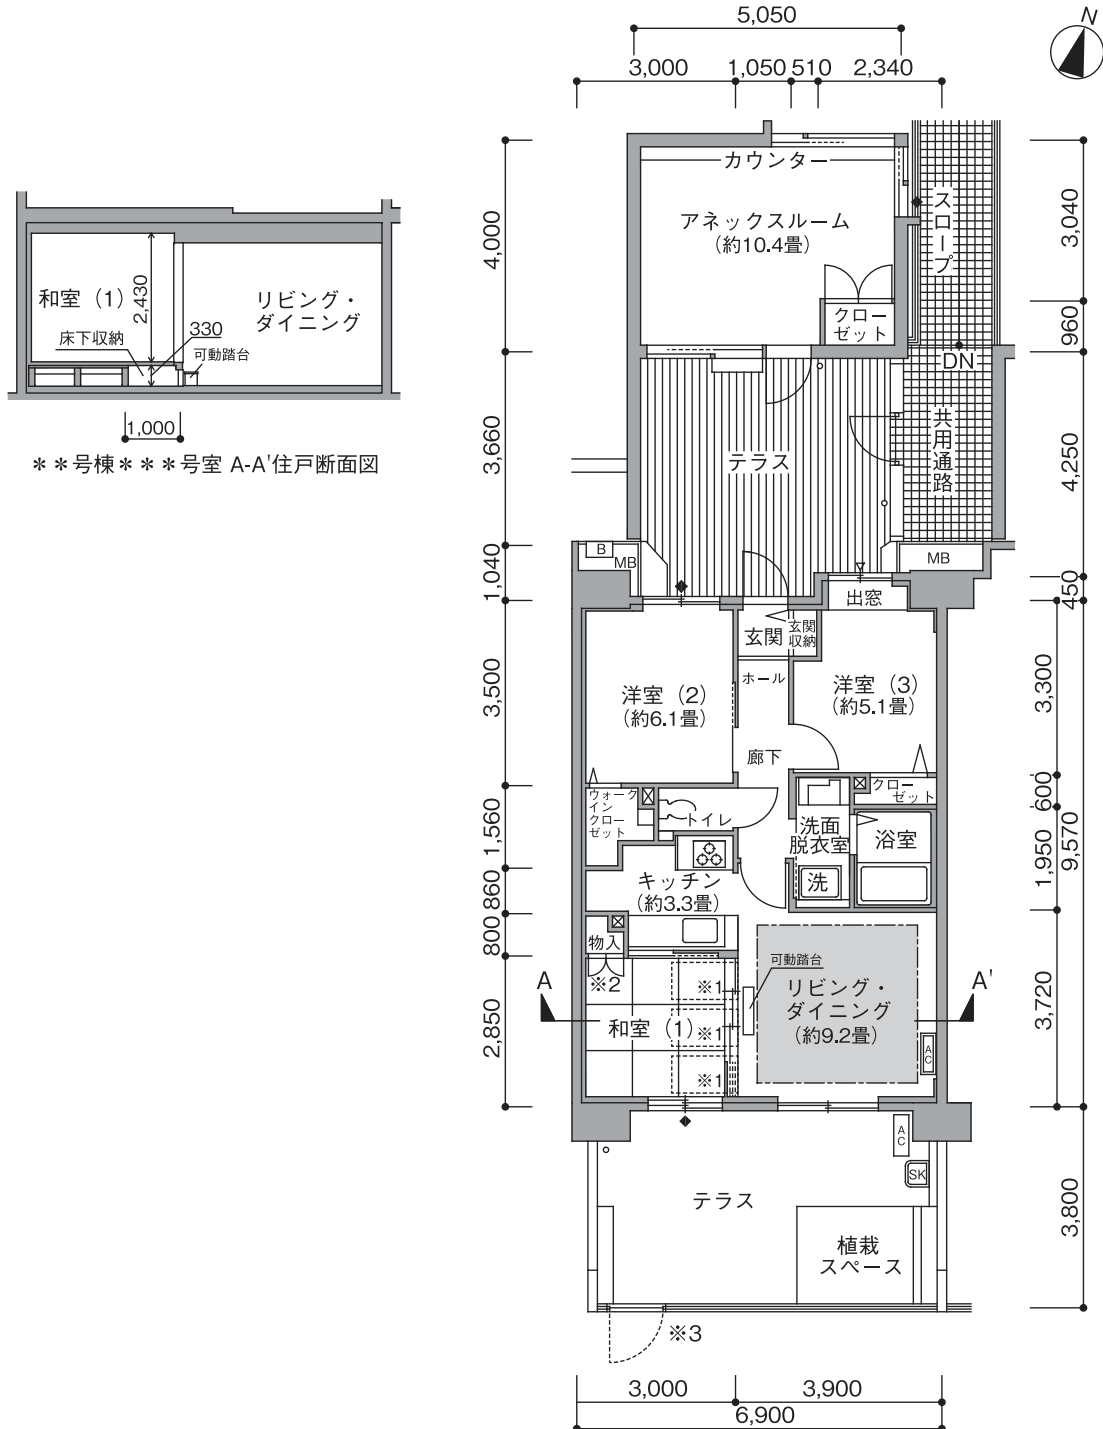 5,050
3,000
1,050
510
2,340
N
カウンター
アネックスルーム
(約10.4畳)
クロー
ゼット
スロープ
DN
共用通路
テラス
4,000
3,660
1,040
3,500
1,560
860
800
2,850
3,040
960
4,250
450
3,300
600
1,950
9,570
3,720
3,800
和室(1)
2,430
リビング・
ダイニング
床下収納
330
可動踏台
1,000
**号棟***号室 A-A'住戸断面図
B
MB
MB
出窓
玄関
玄関
収納
ホール
洋室(2)
(約6.1畳)
洋室(3)
(約5.1畳)
廊下
ウォーク
イン
クロー
ゼット
トイレ
クロー
ゼット
洗面
脱衣室
浴室
洗
キッチン
(約3.3畳)
物入
※2
※1
和室(1)
※1
※1
可動踏台
リビング・
ダイニング
(約9.2畳)
A
A'
AC
AC
SK
テラス
植栽
スペース
※3
3,000
3,900
6,900